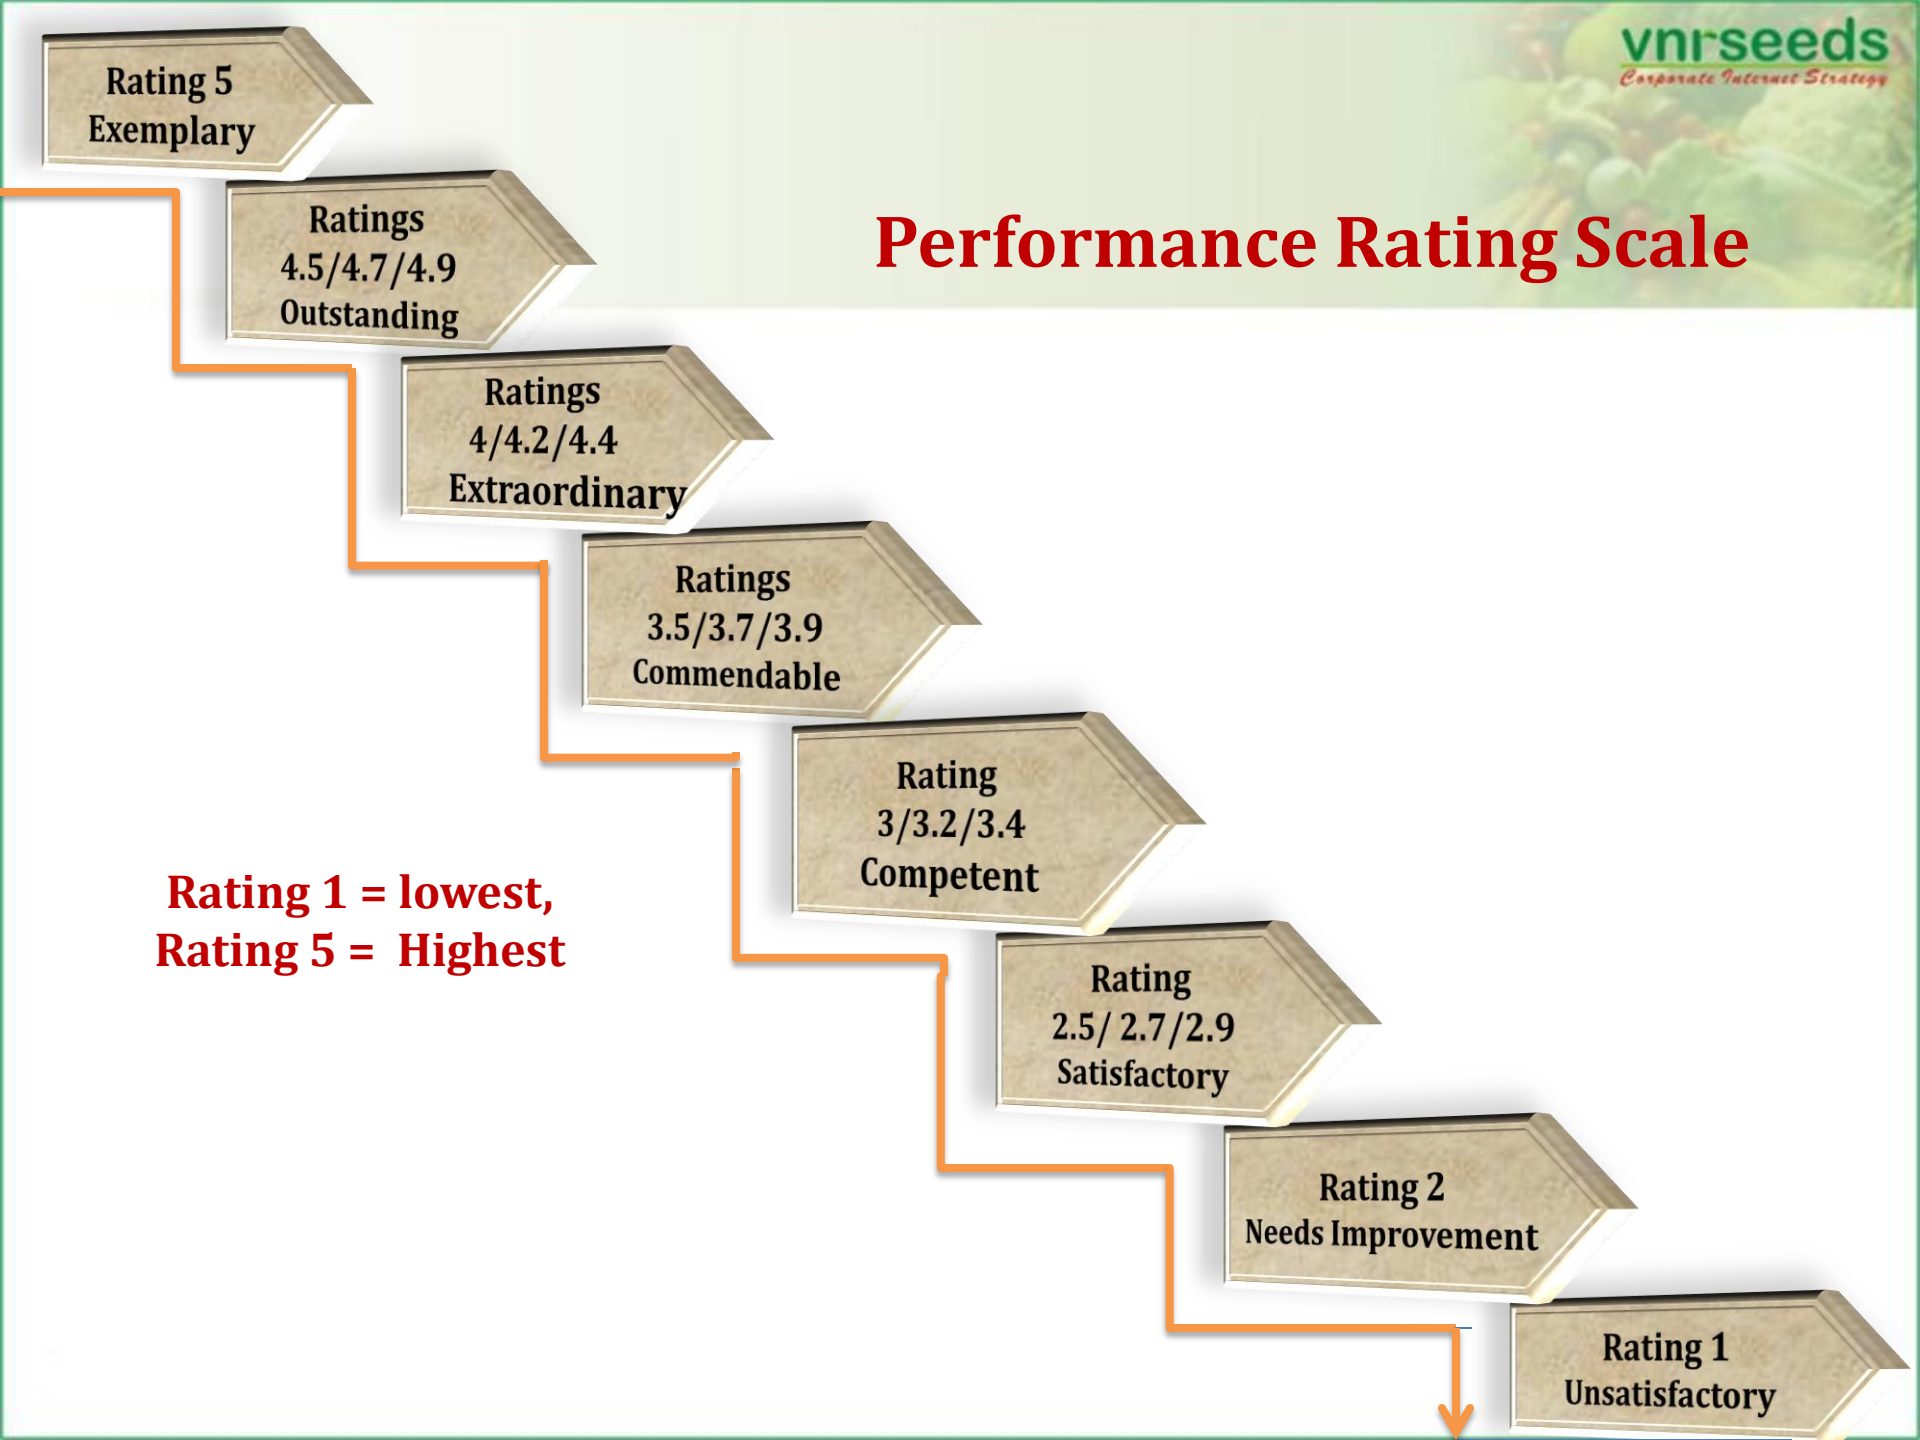 vnrseeds
Corporate Internet Strategy
Rating 5
Exemplary
Performance Rating Scale
Ratings
4.5/4.7/4.9
Outstanding
Ratings
4/4.2/4.4
Extraordinary
Ratings
3.5/3.7/3.9
Commendable
Rating
3/3.2/3.4
Competent
Rating 1 = lowest,
Rating 5 =  Highest
Rating
2.5/ 2.7/2.9
Satisfactory
Rating 2
Needs Improvement
Rating 1
Unsatisfactory